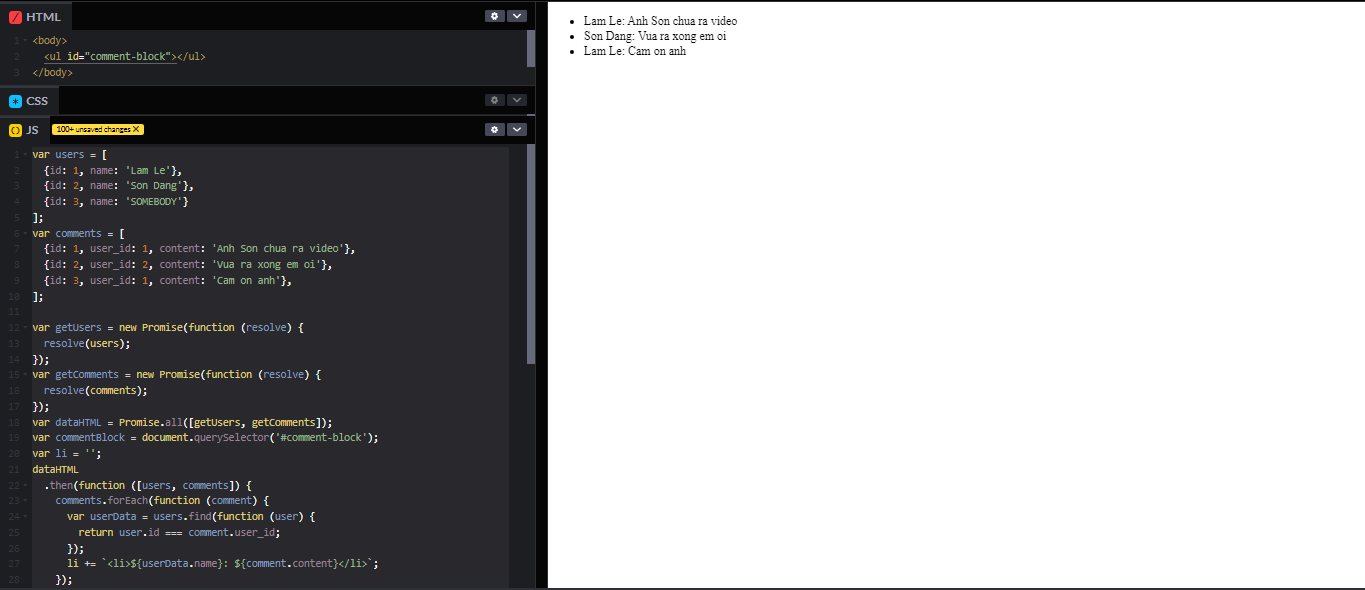 HTML
1 <body>
2 <ul id="comment-block"></ul>
3 </body>
CSS
JS 100+ unsaved changes X
1 var users = [
2 {id: 1, name: 'Lam Le'},
3 {id: 2, name: 'Son Dang'},
4 {id: 3, name: 'SOMEBODY'}
5 ];
6 var comments = [
7 {id: 1, user_id: 1, content: 'Anh Son chua ra video'},
8 {id: 2, user_id: 2, content: 'Vua ra xong em oi'},
9 {id: 3, user_id: 1, content: 'Cam on anh'},
10 ];
11
12 var getUsers = new Promise(function (resolve) {
13 resolve(users);
14 });
15 var getComments = new Promise(function (resolve) {
16 resolve(comments);
17 });
18 var dataHTML = Promise.all([getUsers, getComments]);
19 var commentBlock = document.querySelector('#comment-block');
20 var li = '';
21 dataHTML
22 .then(function ([users, comments]) {
23 comments.forEach(function (comment) {
24 var userData = users.find(function (user) {
25 return user.id === comment.user_id;
26 });
27 li += `<li>${userData.name}: ${comment.content}</li>`;
28 });
• Lam Le: Anh Son chua ra video
• Son Dang: Vua ra xong em oi
• Lam Le: Cam on anh